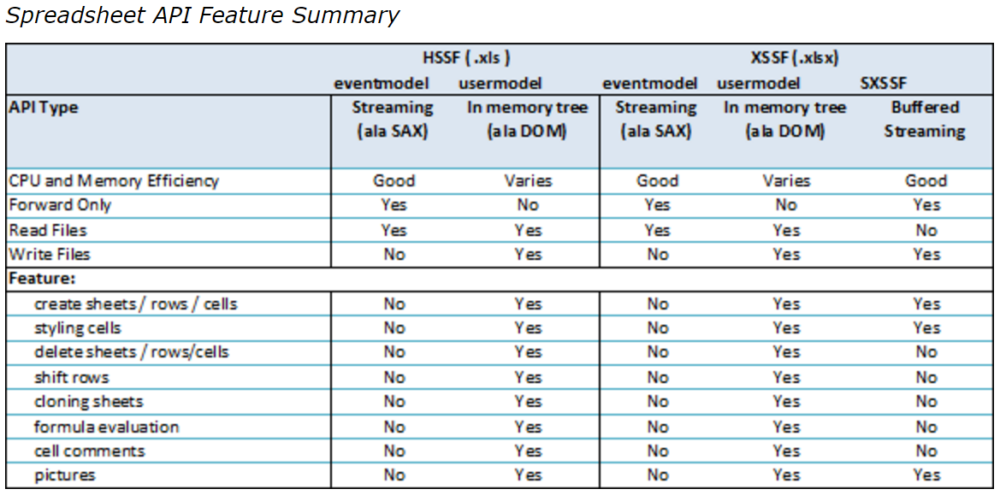 Spreadsheet API Feature Summary
HSSF ( .xls ) XSSF (.xlsx)
eventmodel usermodel eventmodel usermodel SXSSF
API Type Streaming In memory tree Streaming In memory tree Buffered
(ala SAX) (ala DOM) (ala SAX) (ala DOM) Streaming
CPU and Memory Efficiency Good Varies Good Varies Good
Forward Only Yes No Yes No Yes
Read Files Yes Yes Yes Yes No
Write Files No Yes No Yes Yes
Feature:
create sheets / rows / cells No Yes No Yes Yes
styling cells No Yes No Yes Yes
delete sheets / rows/cells No Yes No Yes No
shift rows No Yes No Yes No
cloning sheets No Yes No Yes No
formula evaluation No Yes No Yes No
cell comments No Yes No Yes No
pictures No Yes No Yes Yes